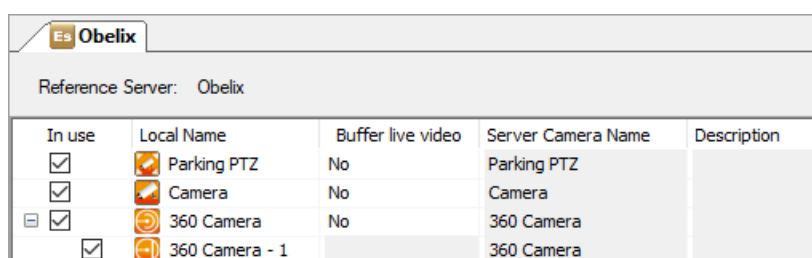 Es Obelix
Reference Server: Obelix
In use Local Name Buffer live video Server Camera Name Description
Parking PTZ No Parking PTZ
Camera No Camera
360 Camera No 360 Camera
360 Camera - 1 360 Camera